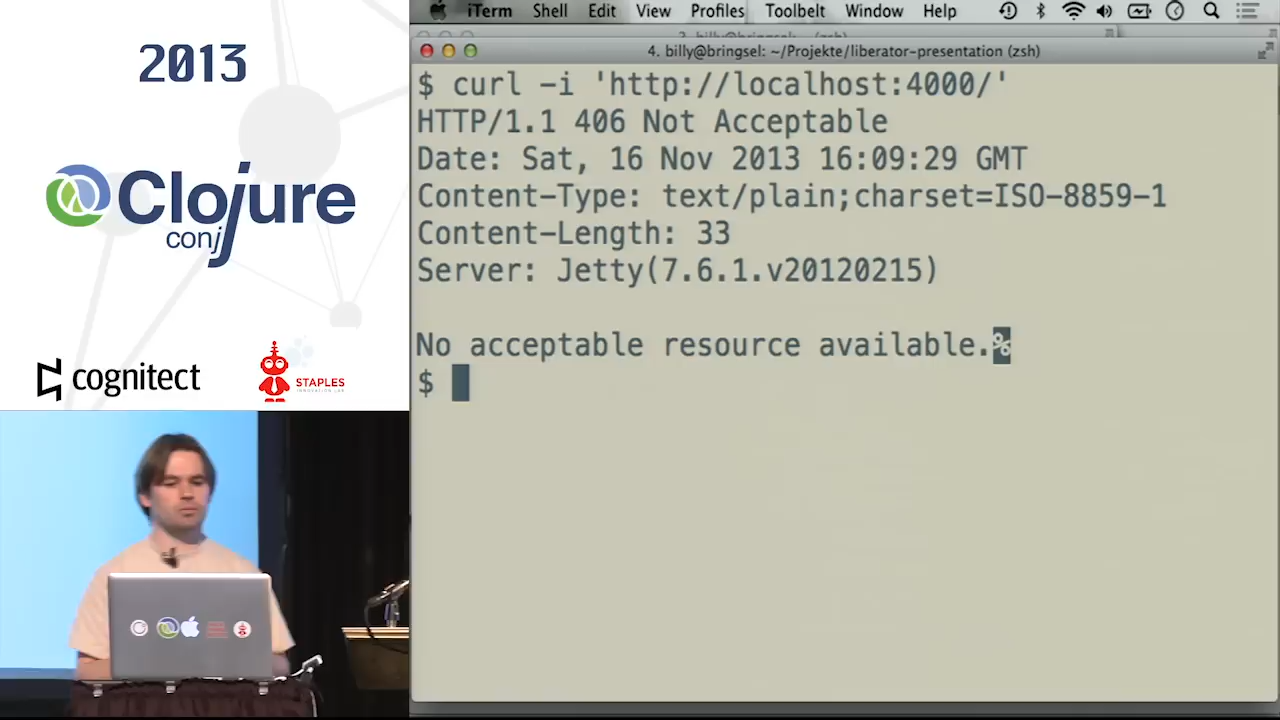 2013
Clojure
conj
cognitect
STAPLES
iTerm Shell Edit View Profiles Toolbelt Window Help
4. billy@bringsel: ~/Projekte/liberator-presentation (zsh)
$ curl -i 'http://localhost:4000/'
HTTP/1.1 406 Not Acceptable
Date: Sat, 16 Nov 2013 16:09:29 GMT
Content-Type: text/plain;charset=ISO-8859-1
Content-Length: 33
Server: Jetty(7.6.1.v20120215)
No acceptable resource available.%
$